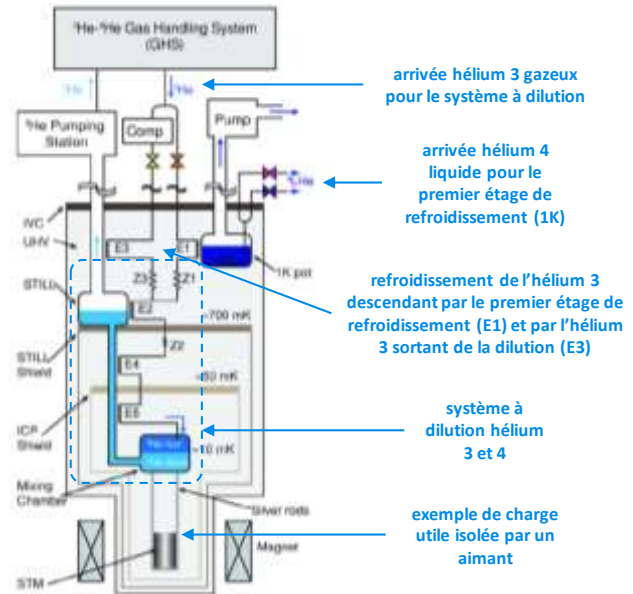 ³He-⁴He Gas Handling System
(GHS)
arrivée hélium 3 gazeux
pour le système à dilution
³He Pumping
Station
Comp
Pump
arrivée hélium 4
liquide pour le
premier étage de
refroidissement (1K)
IVC
UHV
E3
E1
1K pot
Z3
Z1
refroidissement de l'hélium 3
descendant par le premier étage de
refroidissement (E1) et par l'hélium
3 sortant de la dilution (E3)
STILL
E2
~700 mK
Z2
STILL
Shield
E4
mK
E5
ICP
Shield
système à
dilution hélium
3 et 4
~10 mK
Mixing
Chamber
Silver rods
exemple de charge
utile isolée par un
aimant
Magnet
STM